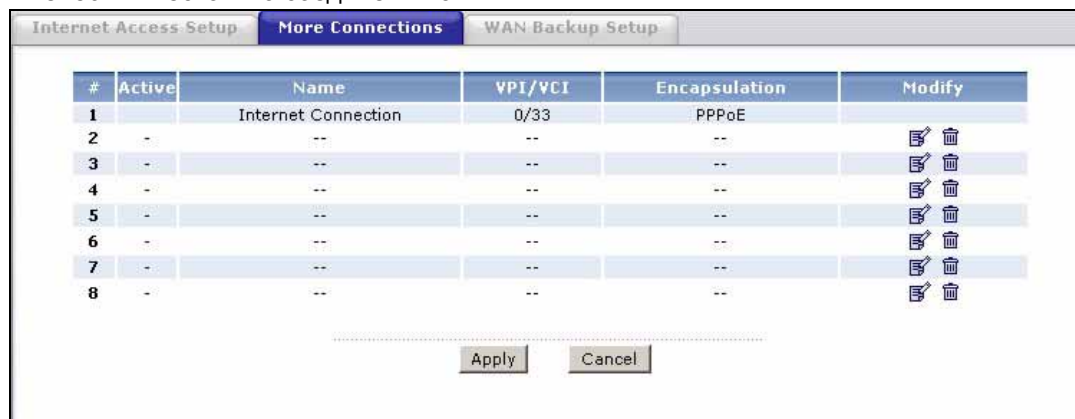 Internet Access Setup More Connections WAN Backup Setup
# Active Name VPI/VCI Encapsulation Modify
1 Internet Connection 0/33 PPPoE
2 - -- -- --
3 - -- -- --
4 - -- -- --
5 - -- -- --
6 - -- -- --
7 - -- -- --
8 - -- -- --
Apply Cancel